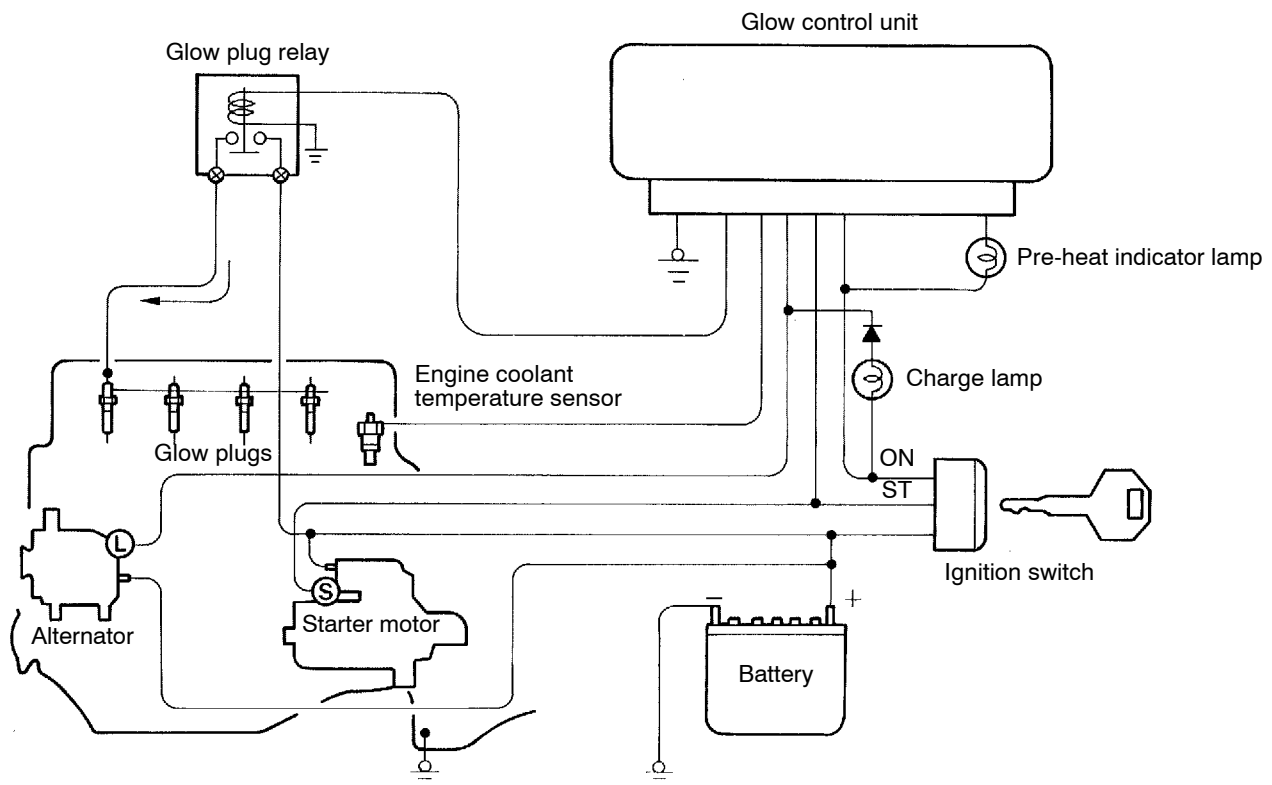 Glow control unit
Glow plug relay
Pre-heat indicator lamp
Engine coolant
temperature sensor
Charge lamp
Glow plugs
ON
ST
L
Ignition switch
S
Starter motor
Alternator
− +
Battery